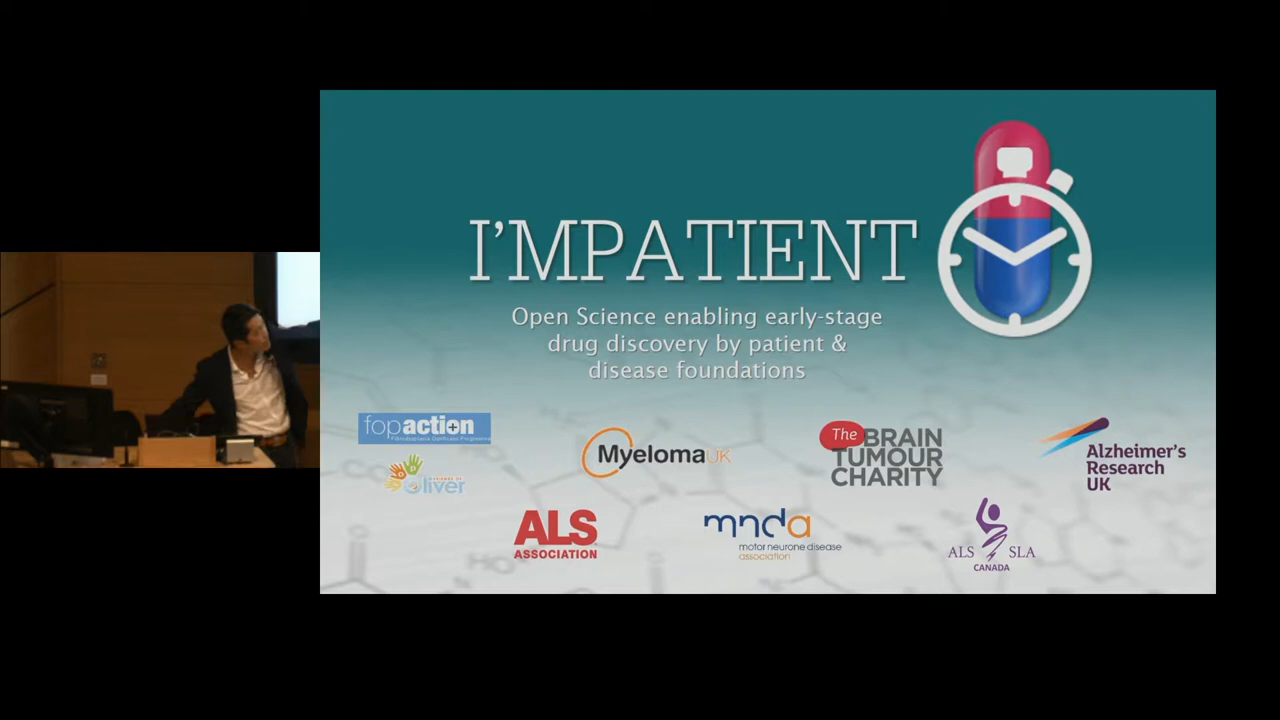 I'MPATIENT
Open Science enabling early-stage
drug discovery by patient &
disease foundations
fopaction
MyelomaUK
The
BRAIN
TUMOUR
CHARITY
Alzheimer's
Research
UK
Oliver
ALS
ASSOCIATION
mnda
motor neurone disease
association
ALS SLA
CANADA
HO